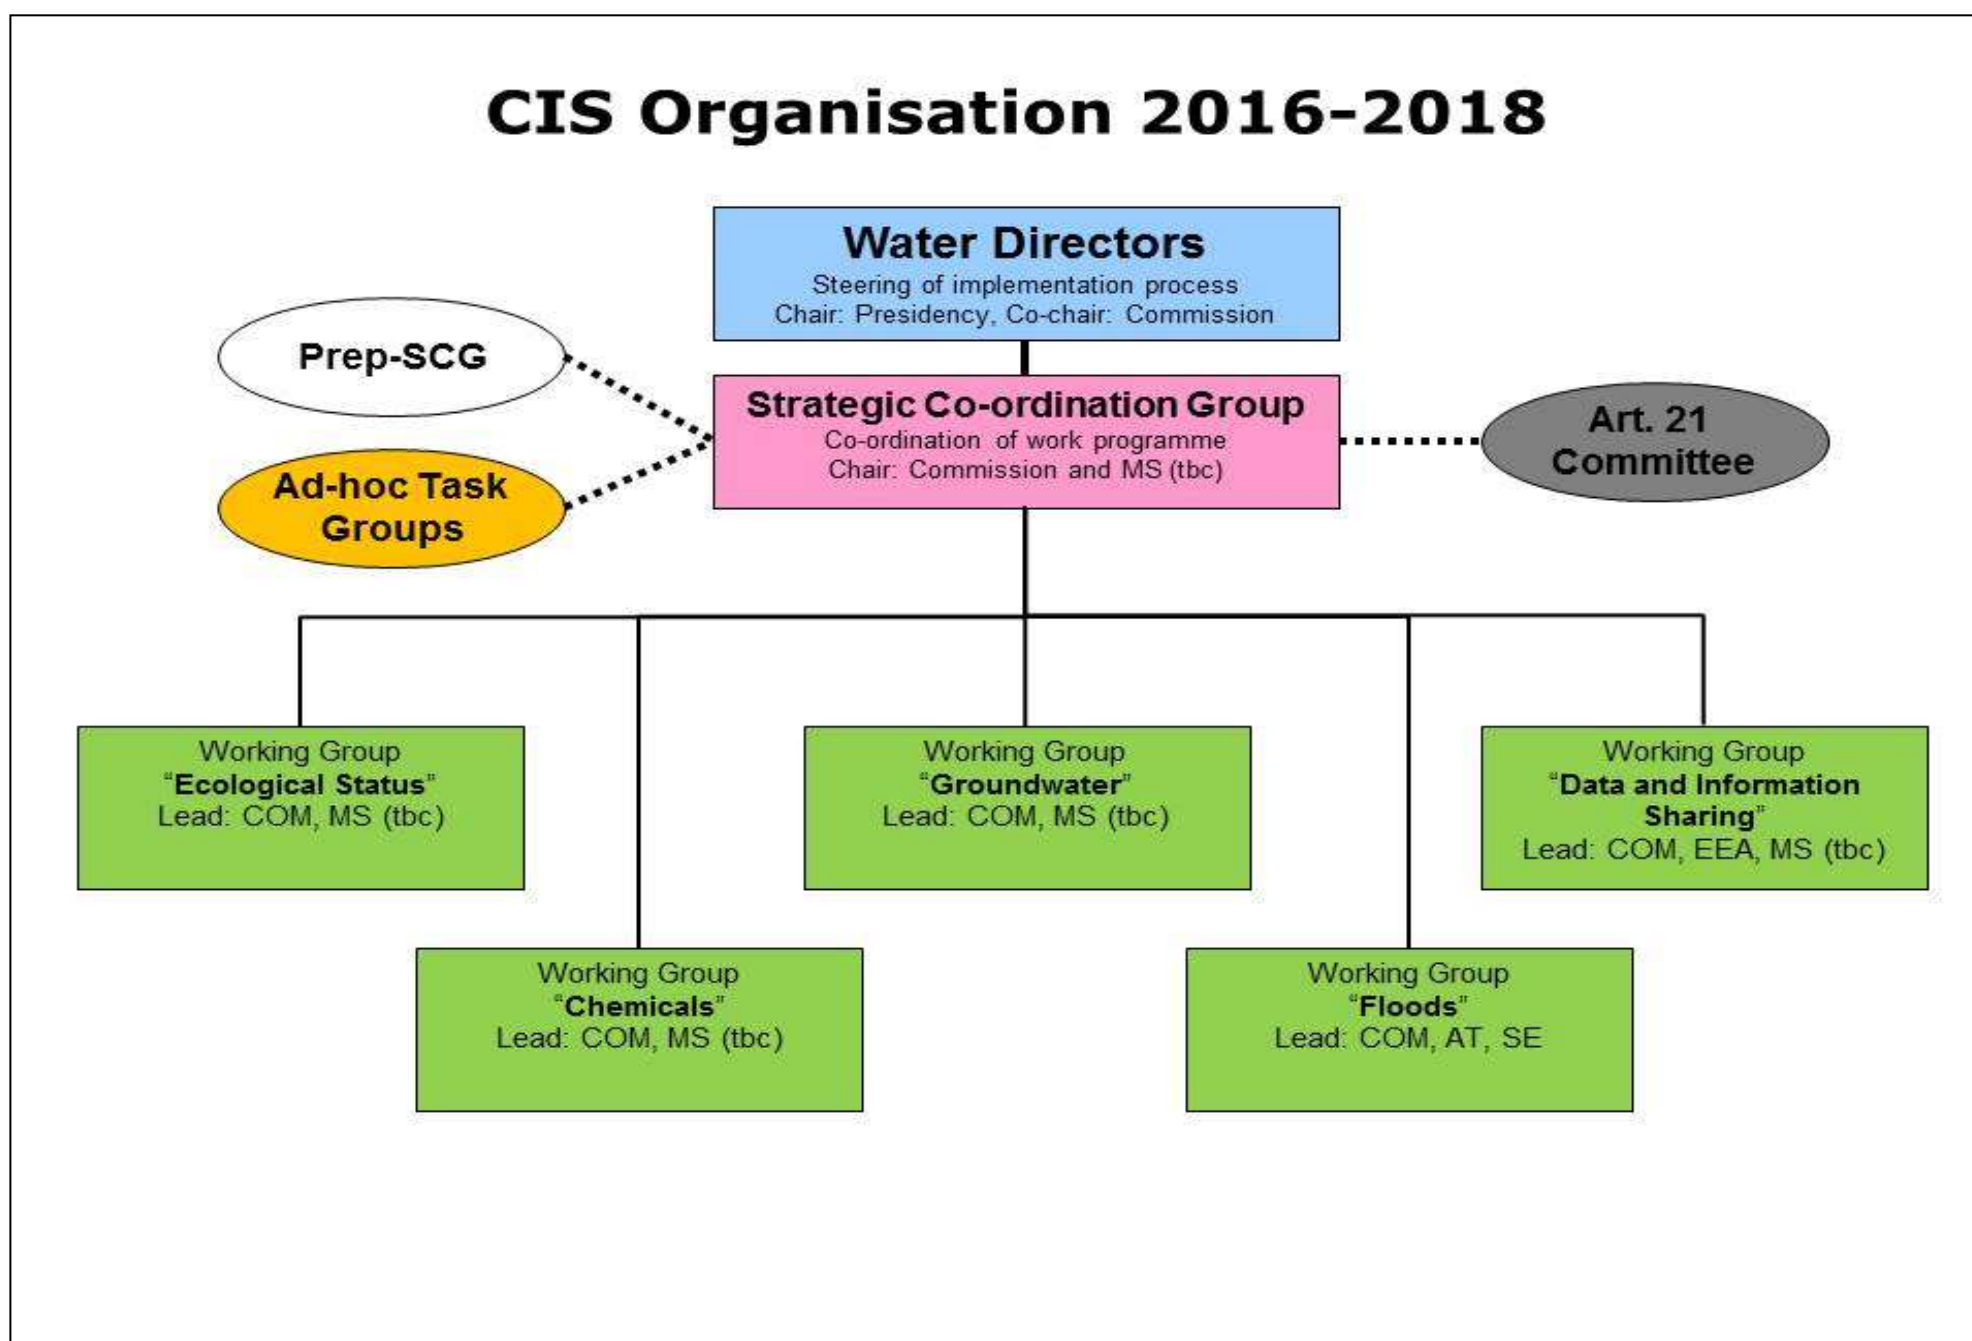 CIS Organisation 2016-2018
Water Directors
Steering of implementation process
Chair: Presidency, Co-chair: Commission
Prep-SCG
Strategic Co-ordination Group
Co-ordination of work programme
Chair: Commission and MS (tbc)
Art. 21
Committee
Ad-hoc Task
Groups
Working Group
“Ecological Status”
Lead: COM, MS (tbc)
Working Group
“Groundwater”
Lead: COM, MS (tbc)
Working Group
“Data and Information
Sharing”
Lead: COM, EEA, MS (tbc)
Working Group
“Chemicals”
Lead: COM, MS (tbc)
Working Group
“Floods”
Lead: COM, AT, SE